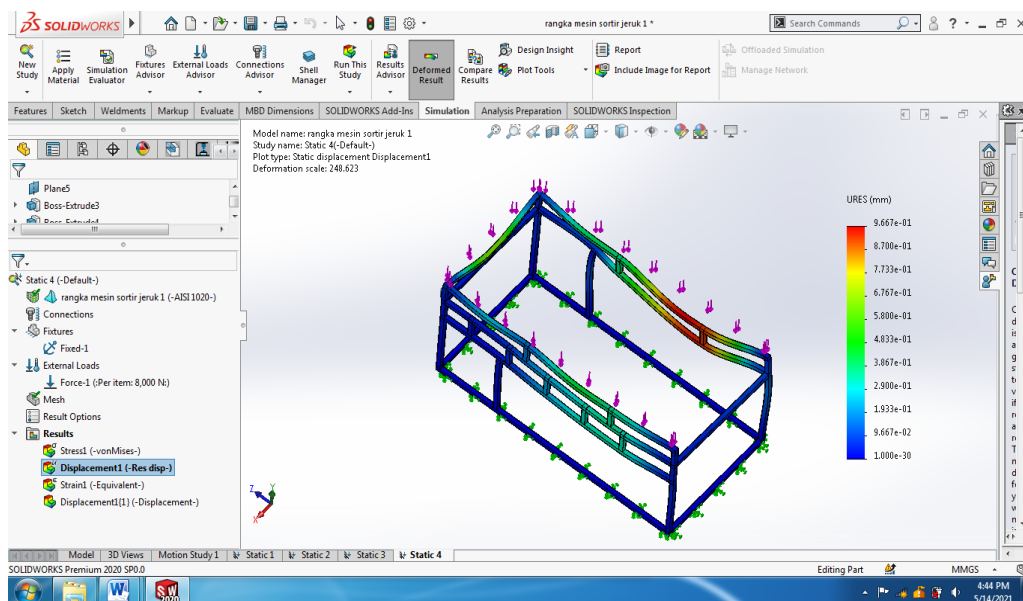 SOLIDWORKS
rangka mesin sortir jeruk 1 *
Search Commands
New Study
Apply Material
Simulation Evaluator
Fixtures Advisor
External Loads Advisor
Connections Advisor
Shell Manager
Run This Study
Results Advisor
Deformed Result
Compare Results
Design Insight
Plot Tools
Report
Include Image for Report
Offloaded Simulation
Manage Network
Features Sketch Weldments Markup Evaluate MBD Dimensions SOLIDWORKS Add-Ins Simulation Analysis Preparation SOLIDWORKS Inspection
Model name: rangka mesin sortir jeruk 1
Study name: Static 4(-Default-)
Plot type: Static displacement Displacement1
Deformation scale: 248.623
Plane5
Boss-Extrude3
Boss-Extrude4
Static 4 (-Default-)
rangka mesin sortir jeruk 1 (-AISI 1020-)
Connections
Fixtures
Fixed-1
External Loads
Force-1 (:Per item: 8,000 N:)
Mesh
Result Options
Results
Stress1 (-vonMises-)
Displacement1 (-Res disp-)
Strain1 (-Equivalent-)
Displacement1{1} (-Displacement-)
URES (mm)
9.667e-01
8.700e-01
7.733e-01
6.767e-01
5.800e-01
4.833e-01
3.867e-01
2.900e-01
1.933e-01
9.667e-02
1.000e-30
Z
Y
X
Model 3D Views Motion Study 1 Static 1 Static 2 Static 3 Static 4
SOLIDWORKS Premium 2020 SP0.0
Editing Part
MMGS
SW
2020
4:44 PM
5/14/2021